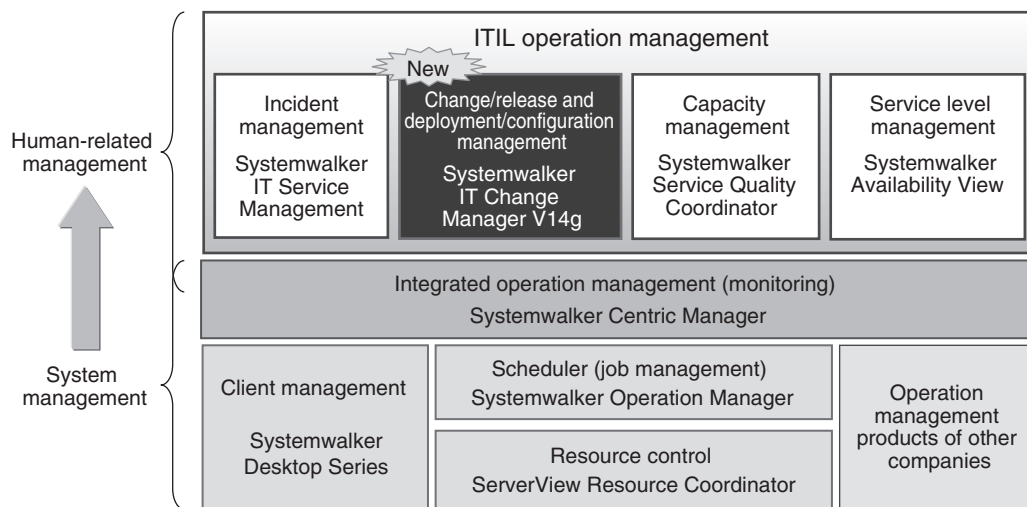 ITIL operation management
New
Incident
management
Systemwalker
IT Service
Management
Change/release and
deployment/configuration
management
Systemwalker
IT Change
Manager V14g
Capacity
management
Systemwalker
Service Quality
Coordinator
Service level
management
Systemwalker
Availability View
Human-related
management
Integrated operation management (monitoring)
Systemwalker Centric Manager
System
management
Client management
Systemwalker
Desktop Series
Scheduler (job management)
Systemwalker Operation Manager
Resource control
ServerView Resource Coordinator
Operation
management
products of other
companies